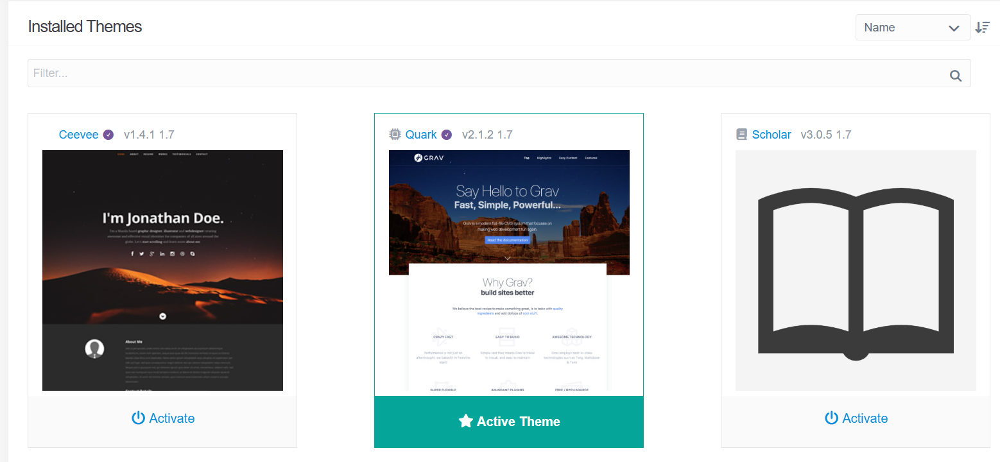 Installed Themes
Name
Filter...
Ceevee v1.4.1 1.7
HOME ABOUT RESUME WORKS TESTIMONIALS CONTACT
I'm Jonathan Doe.
I'm a Manila based graphic designer, illustrator and webdesigner creating
awesome and effective visual identities for companies of all sizes around the
globe. Let's start scrolling and learn more about me
About Me
Contact Details
Activate
Quark v2.1.2 1.7
GRAV
Top Highlights Easy Content Features
Say Hello to Grav
Fast, Simple, Powerful...
Grav is a modern flat-file CMS system that focuses on
making web development fun again.
Read the documentation
Why Grav?
build sites better
We believe the best recipe to make something great, is to bake with quality
ingredients and add dollops of cool stuff.
CRAZY FAST EASY TO BUILD AWESOME TECHNOLOGY
Performance is not just an
afterthought, we baked it in from the
start!
Simple text files means Grav is trivial
to install, and easy to maintain
Grav employs best-in-class
technologies such as Twig, Markdown
& Yaml
SUPER FLEXIBLE ABUNDANT PLUGINS FREE / OPEN SOURCE
Active Theme
Scholar v3.0.5 1.7
Activate